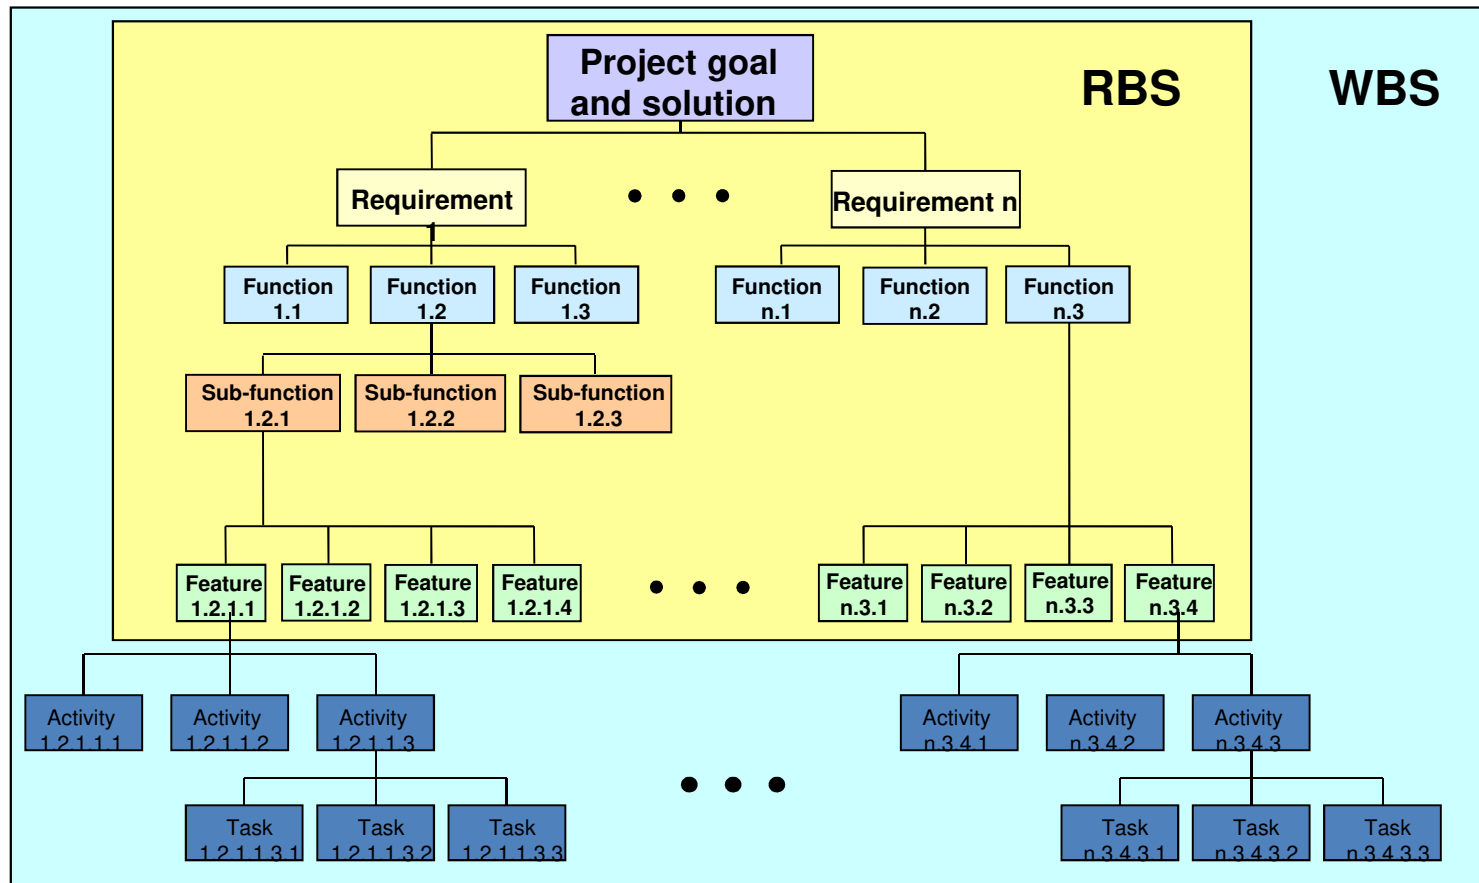 Project goal
and solution
RBS
WBS
Requirement
1
Requirement n
Function
1.1
Function
1.2
Function
1.3
Function
n.1
Function
n.2
Function
n.3
Sub-function
1.2.1
Sub-function
1.2.2
Sub-function
1.2.3
Feature
1.2.1.1
Feature
1.2.1.2
Feature
1.2.1.3
Feature
1.2.1.4
Feature
n.3.1
Feature
n.3.2
Feature
n.3.3
Feature
n.3.4
Activity
1.2.1.1.1
Activity
1.2.1.1.2
Activity
1.2.1.1.3
Activity
n.3.4.1
Activity
n.3.4.2
Activity
n.3.4.3
Task
1.2.1.1.3.1
Task
1.2.1.1.3.2
Task
1.2.1.1.3.3
Task
n.3.4.3.1
Task
n.3.4.3.2
Task
n.3.4.3.3